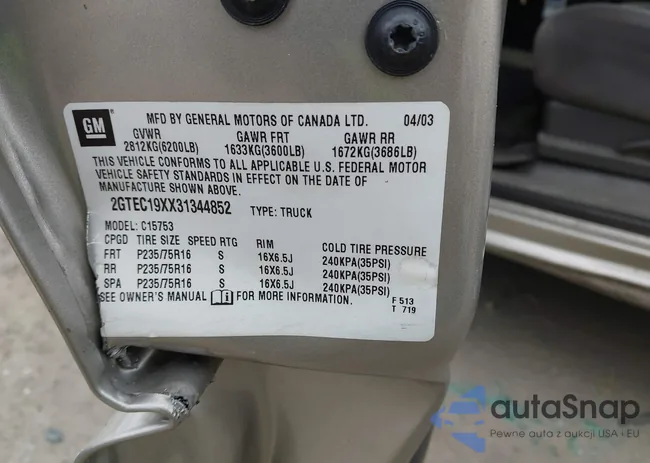 GM
MFD BY GENERAL MOTORS OF CANADA LTD. 04/03
GVWR GAWR FRT GAWR RR
2812KG(6200LB) 1633KG(3600LB) 1672KG(3686LB)
THIS VEHICLE CONFORMS TO ALL APPLICABLE U.S. FEDERAL MOTOR
VEHICLE SAFETY STANDARDS IN EFFECT ON THE DATE OF
MANUFACTURE SHOWN ABOVE.
2GTEC19XX31344852 TYPE: TRUCK
MODEL: C15753
CPGD TIRE SIZE SPEED RTG RIM COLD TIRE PRESSURE
FRT P235/75R16 S 16X6.5J 240KPA(35PSI)
RR P235/75R16 S 16X6.5J 240KPA(35PSI)
SPA P235/75R16 S 16X6.5J 240KPA(35PSI)
SEE OWNER'S MANUAL FOR MORE INFORMATION.
F 513
T 719
autaSnap
Pewne auta z aukcji USA i EU